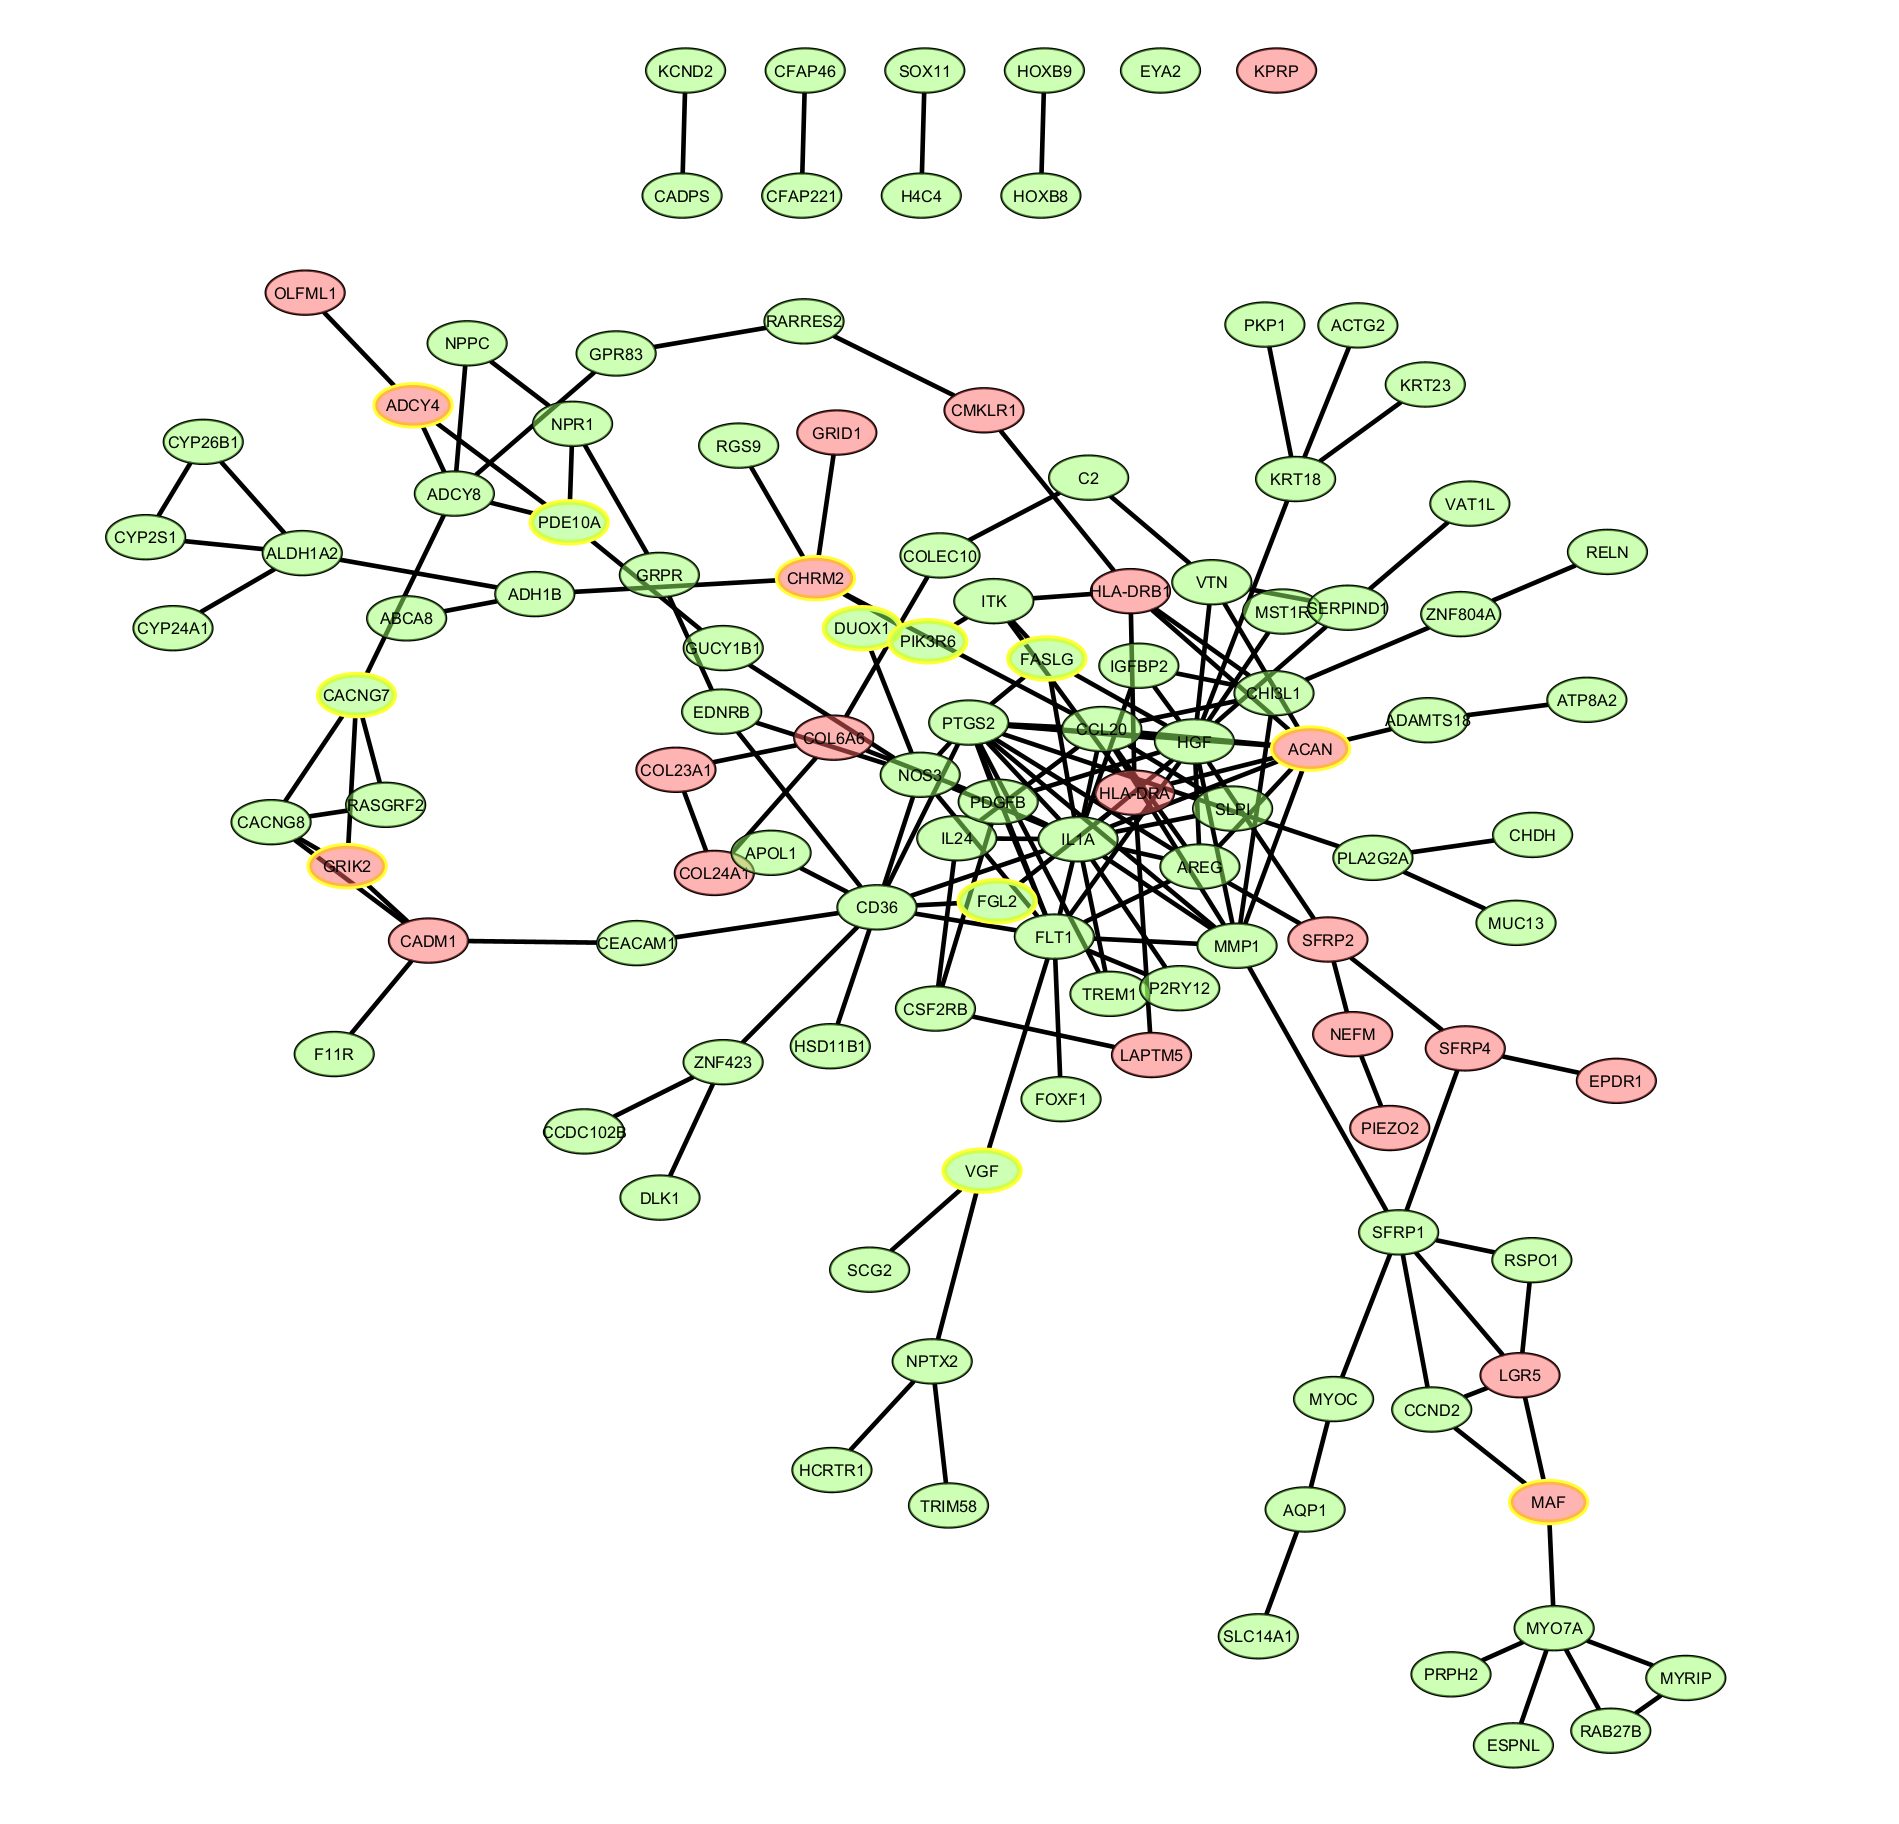 KCND2
CFAP46
SOX11
HOXB9
EYA2
KPRP
CADPS
CFAP221
H4C4
HOXB8
OLFML1
RARRES2
PKP1
ACTG2
NPPC
GPR83
KRT23
ADCY4
CMKLR1
NPR1
GRID1
CYP26B1
RGS9
C2
KRT18
ADCY8
VAT1L
PDE10A
CYP2S1
ALDH1A2
COLEC10
RELN
GRPR
CHRM2
VTN
HLA-DRB1
ADH1B
ITK
MST1R
SERPIND1
ZNF804A
ABCA8
CYP24A1
DUOX1
PIK3R6
GUCY1B1
FASLG
IGFBP2
CACNG7
CHI3L1
ATP8A2
EDNRB
PTGS2
CCL20
ADAMTS18
COL6A6
HGF
ACAN
COL23A1
NOS3
HLA-DRA
PDGFB
RASGRF2
SLPI
CACNG8
IL24
IL1A
CHDH
APOL1
PLA2G2A
GRIK2
COL24A1
AREG
CD36
FGL2
MUC13
CADM1
CEACAM1
FLT1
MMP1
SFRP2
TREM1
P2RY12
CSF2RB
NEFM
F11R
HSD11B1
SFRP4
LAPTM5
ZNF423
EPDR1
FOXF1
CCDC102B
PIEZO2
VGF
DLK1
SFRP1
SCG2
RSPO1
NPTX2
LGR5
MYOC
CCND2
HCRTR1
TRIM58
AQP1
MAF
MYO7A
SLC14A1
PRPH2
MYRIP
RAB27B
ESPNL